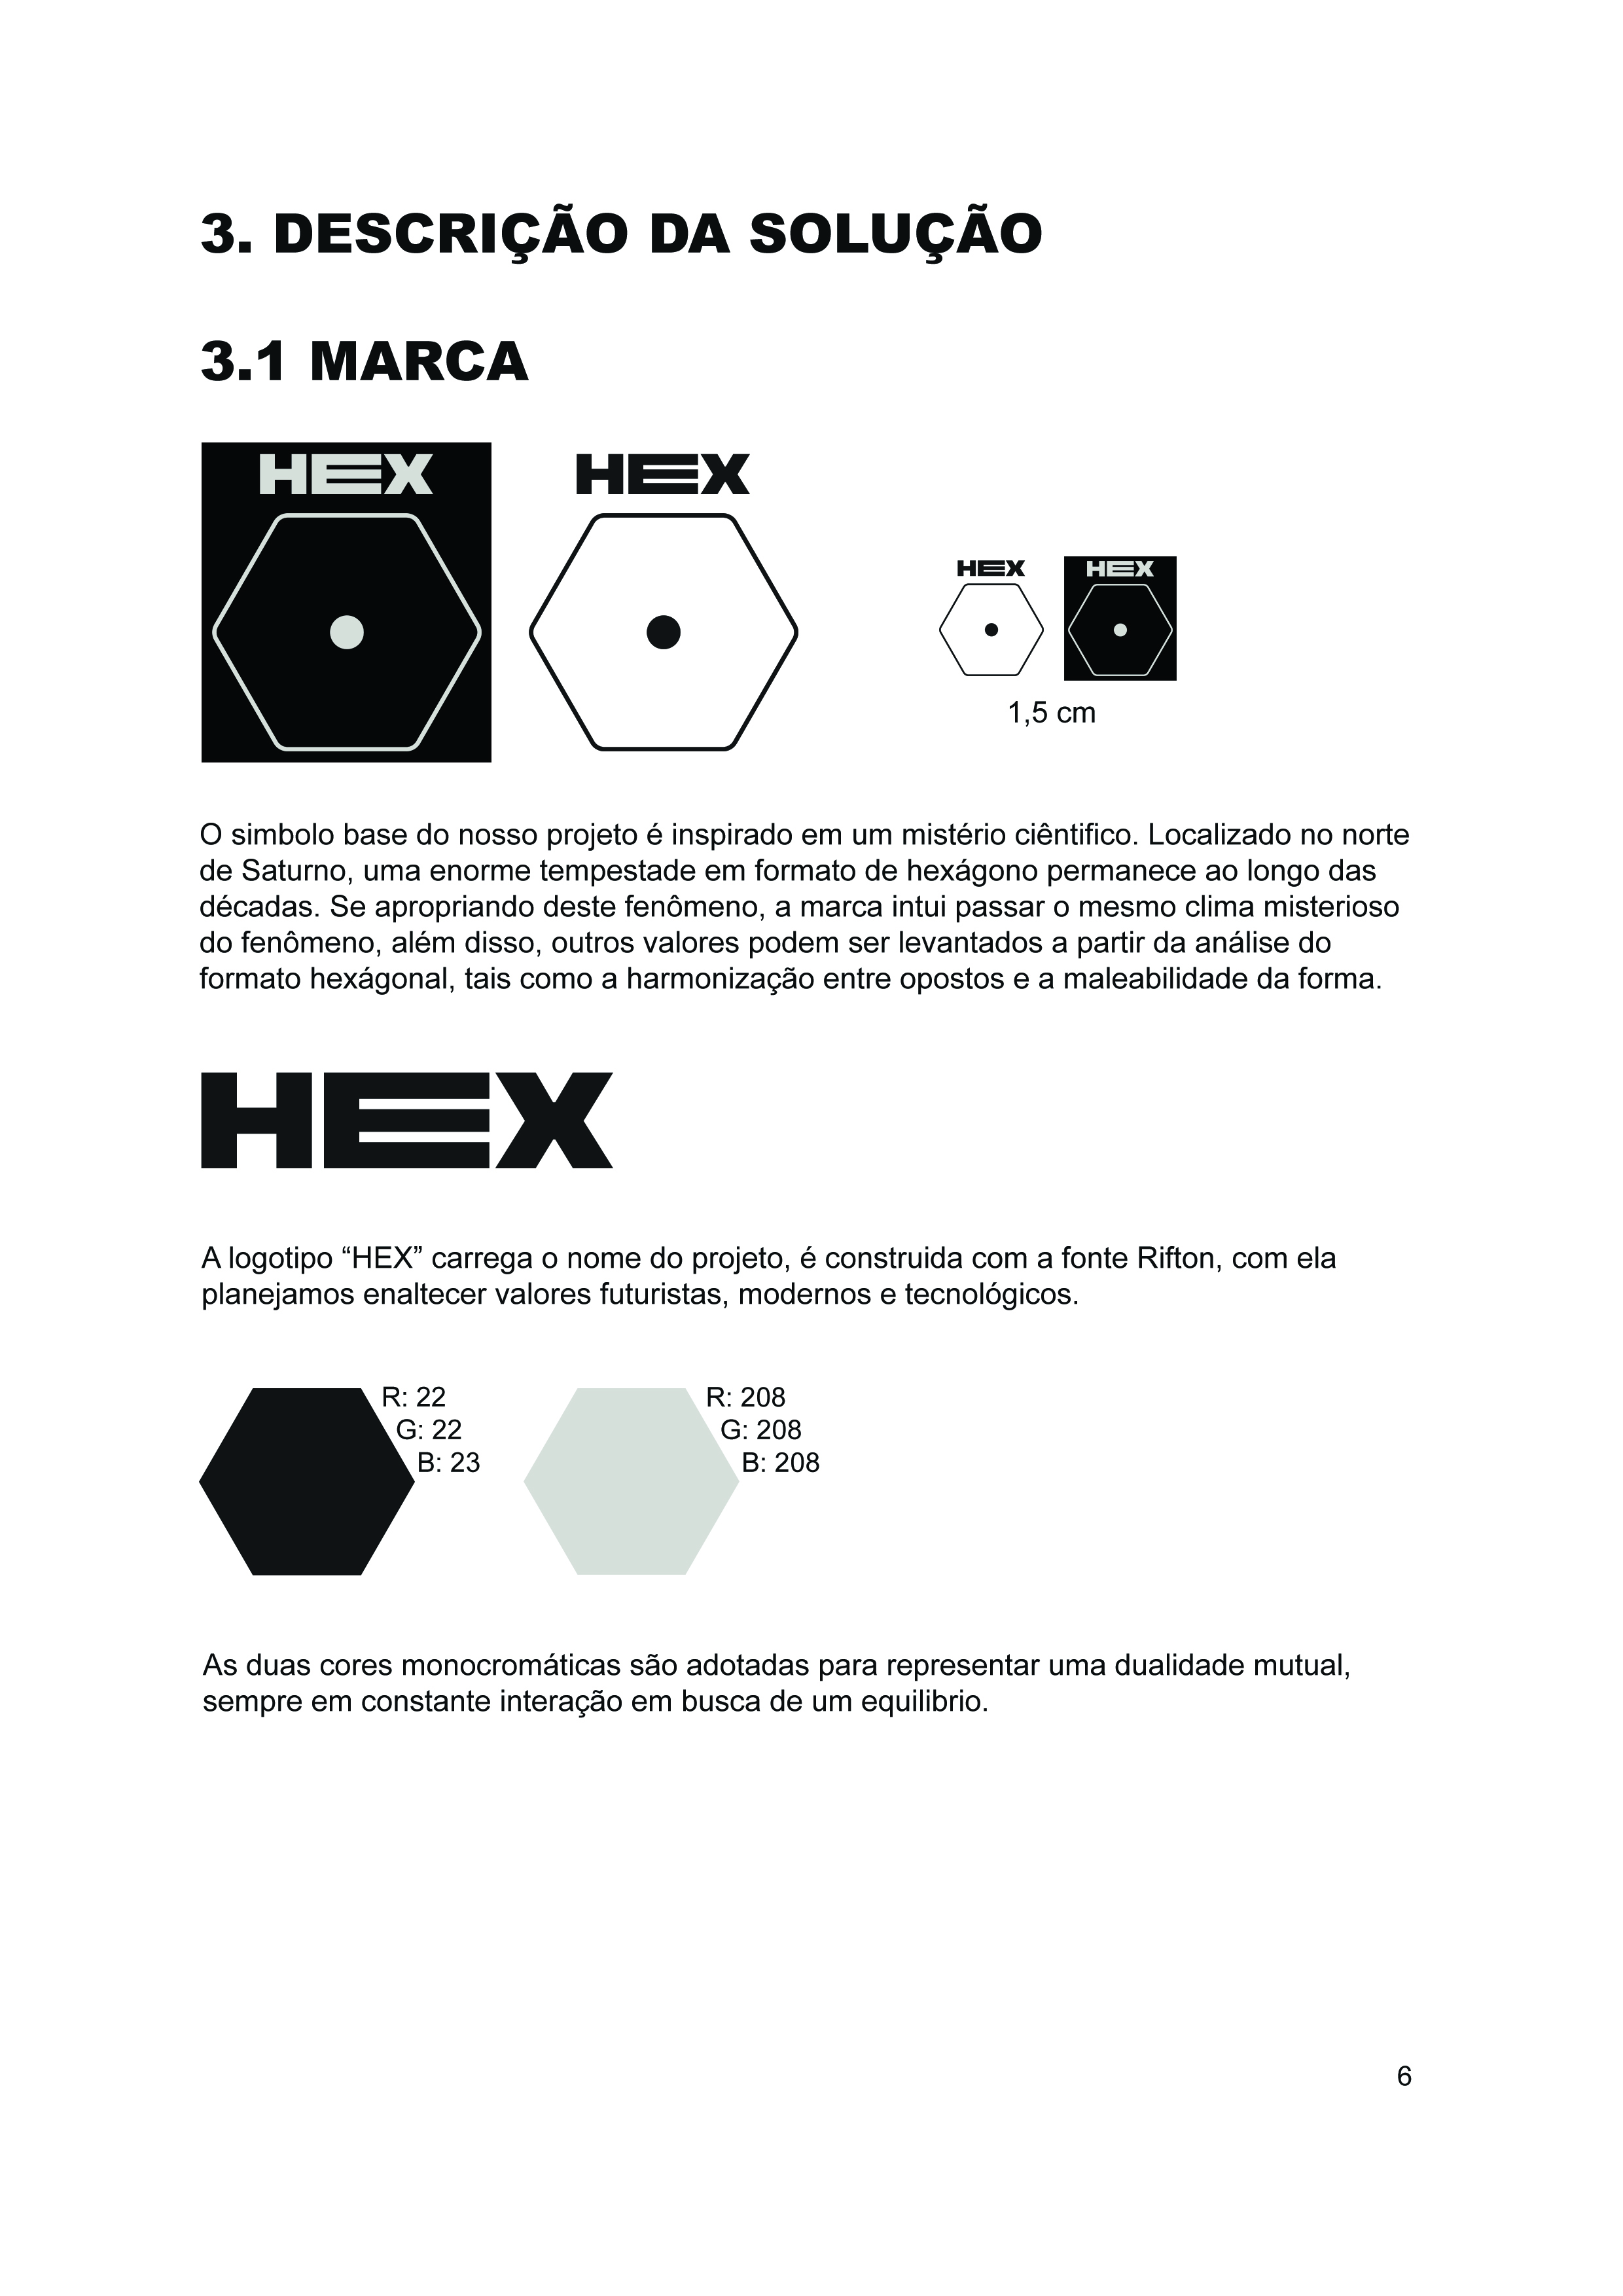 3. DESCRIÇÃO DA SOLUÇÃO
3.1 MARCA
HEX
HEX
HEX
HEX
1,5 cm
O simbolo base do nosso projeto é inspirado em um mistério ciêntifico. Localizado no norte
de Saturno, uma enorme tempestade em formato de hexágono permanece ao longo das
décadas. Se apropriando deste fenômeno, a marca intui passar o mesmo clima misterioso
do fenômeno, além disso, outros valores podem ser levantados a partir da análise do
formato hexágonal, tais como a harmonização entre opostos e a maleabilidade da forma.
HEX
A logotipo “HEX” carrega o nome do projeto, é construida com a fonte Rifton, com ela
planejamos enaltecer valores futuristas, modernos e tecnológicos.
R: 22
G: 22
B: 23
R: 208
G: 208
B: 208
As duas cores monocromáticas são adotadas para representar uma dualidade mutual,
sempre em constante interação em busca de um equilibrio.
6